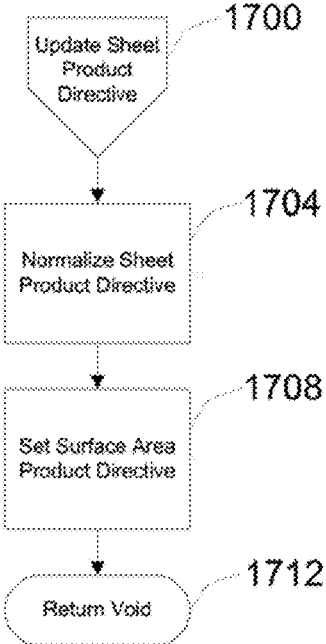 Update Sheet
Product
Directive
1700
Normalize Sheet
Product Directive
1704
Set Surface Area
Product Directive
1708
Return Void
1712